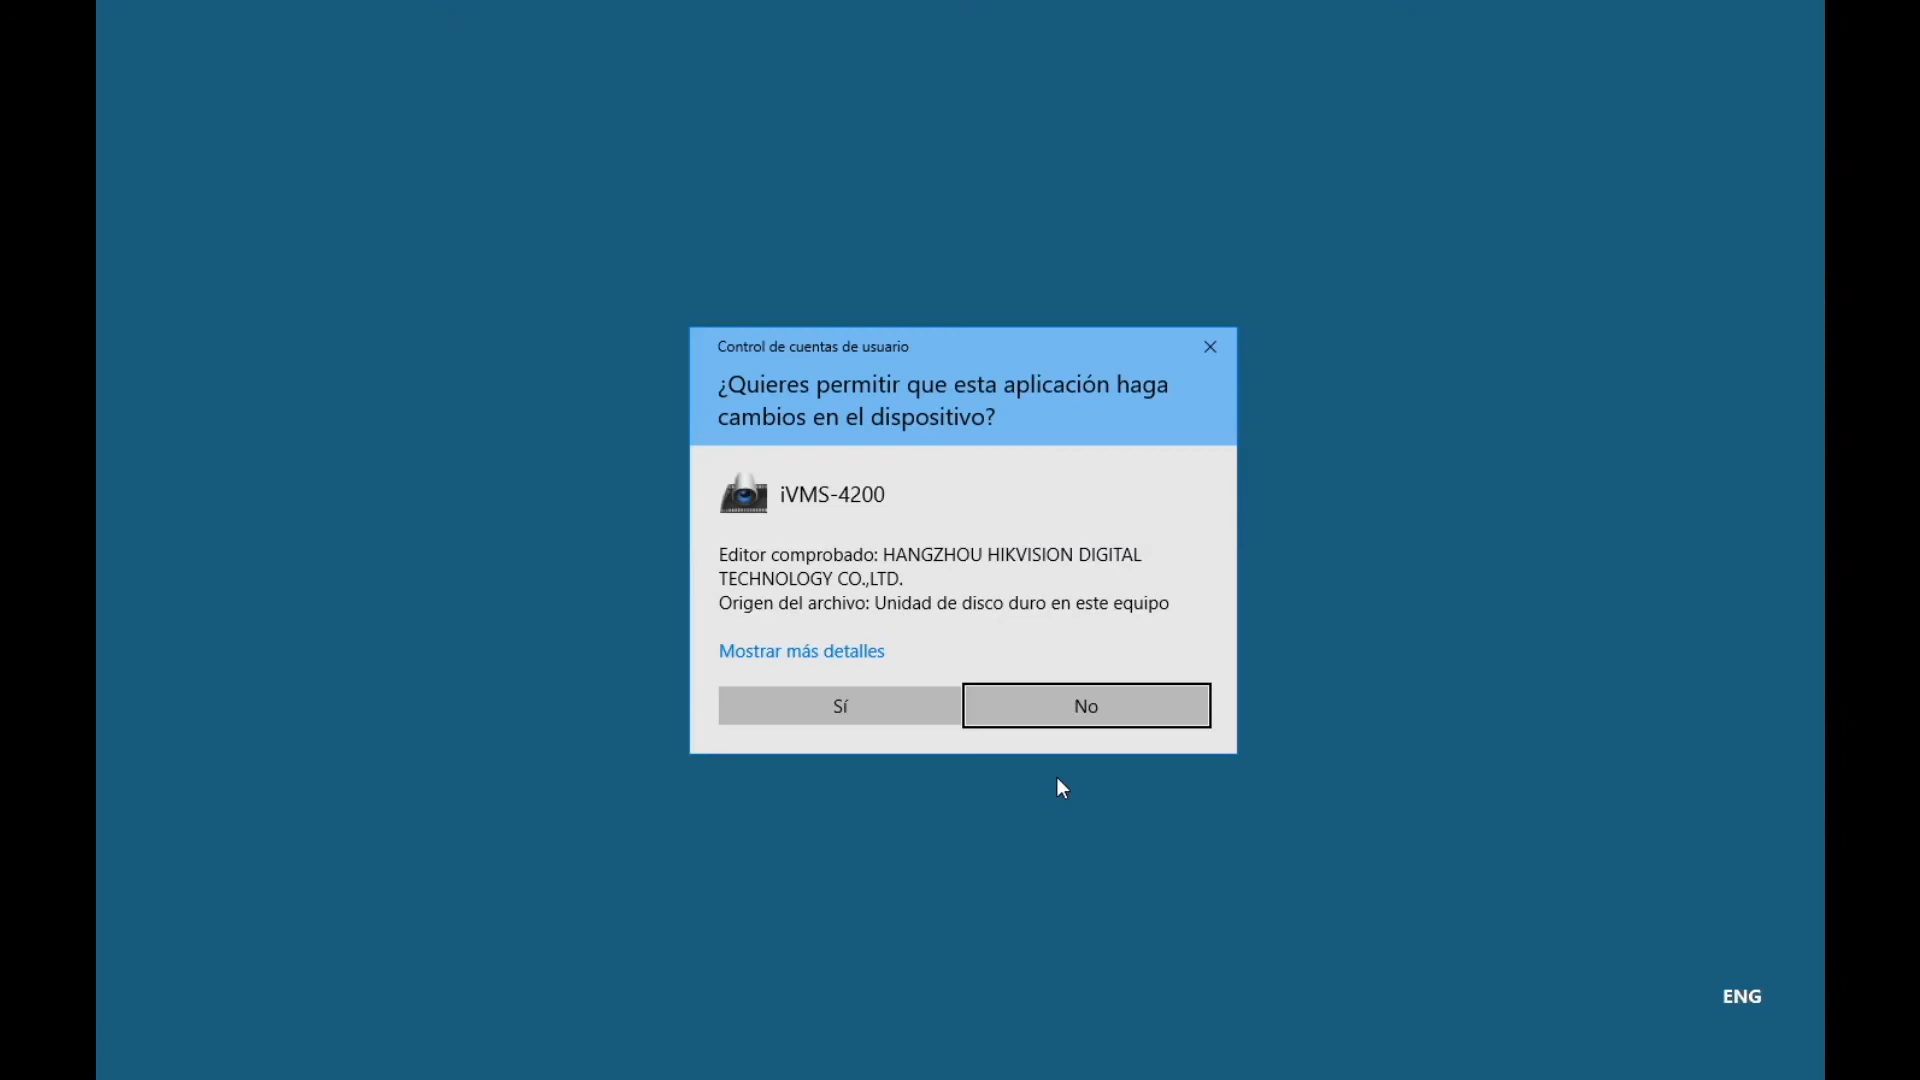 Control de cuentas de usuario
¿Quieres permitir que esta aplicación haga
cambios en el dispositivo?
iVMS-4200
Editor comprobado: HANGZHOU HIKVISION DIGITAL
TECHNOLOGY CO.,LTD.
Origen del archivo: Unidad de disco duro en este equipo
Mostrar más detalles
Sí
No
ENG